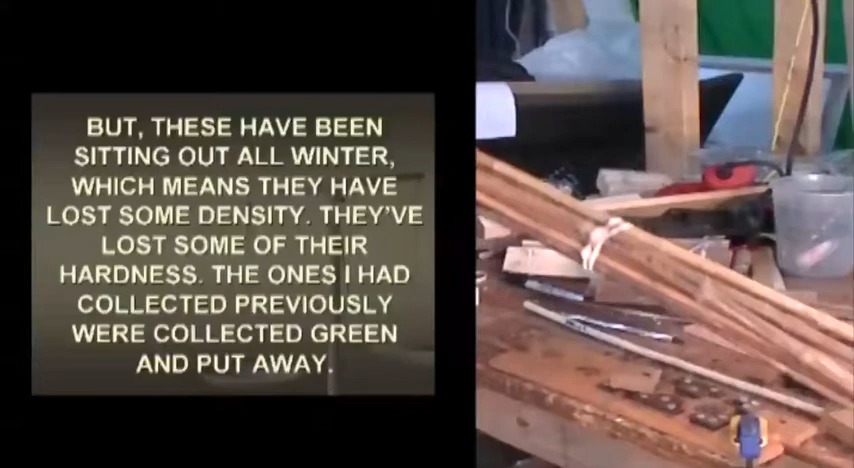 BUT, THESE HAVE BEEN
SITTING OUT ALL WINTER,
WHICH MEANS THEY HAVE
LOST SOME DENSITY. THEY'VE
LOST SOME OF THEIR
HARDNESS. THE ONES I HAD
COLLECTED PREVIOUSLY
WERE COLLECTED GREEN
AND PUT AWAY.